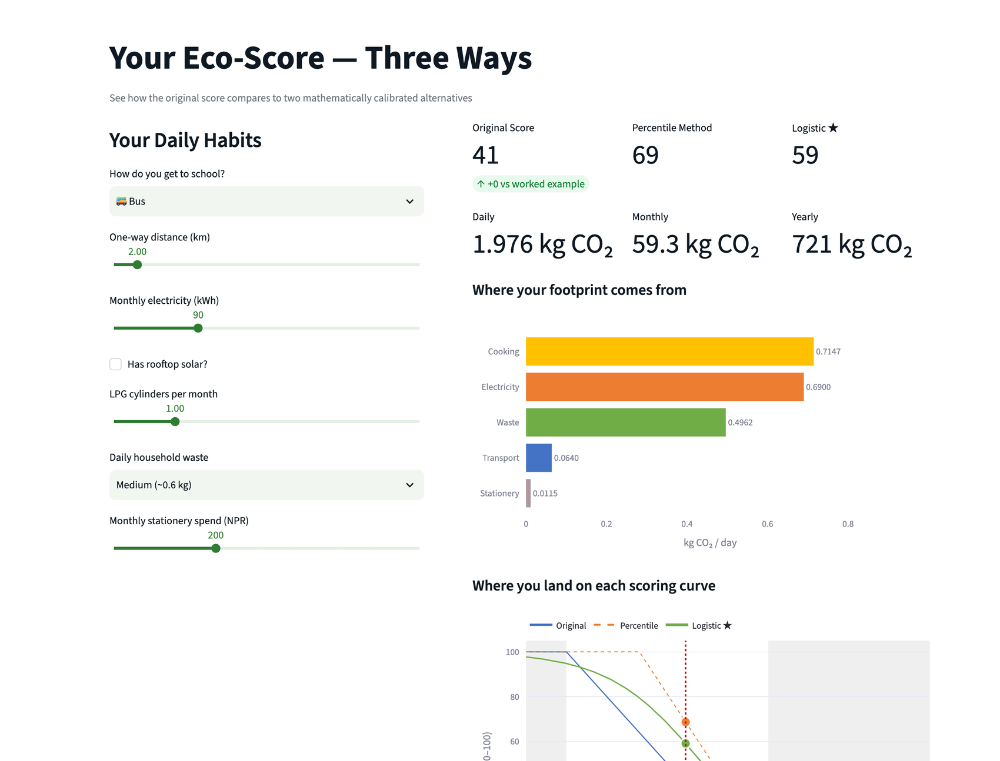 Your Eco-Score — Three Ways
See how the original score compares to two mathematically calibrated alternatives
Your Daily Habits
How do you get to school?
🚌 Bus
One-way distance (km)
2.00
Monthly electricity (kWh)
90
Has rooftop solar?
LPG cylinders per month
1.00
Daily household waste
Medium (~0.6 kg)
Monthly stationery spend (NPR)
200
Original Score
41
↑ +0 vs worked example
Percentile Method
69
Logistic ★
59
Daily
1.976 kg CO₂
Monthly
59.3 kg CO₂
Yearly
721 kg CO₂
Where your footprint comes from
Cooking 0.7147
Electricity 0.6900
Waste 0.4962
Transport 0.0640
Stationery 0.0115
0 0.2 0.4 0.6 0.8
kg CO₂ / day
Where you land on each scoring curve
Original Percentile Logistic ★
100
80
60
0–100)